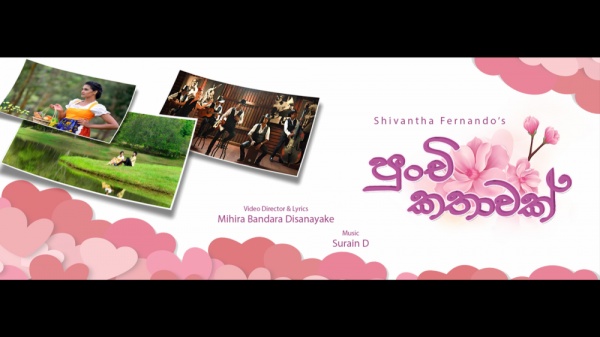 Shivantha Fernando's
පුංචි
කතාවක්
Video Director & Lyrics
Mihira Bandara Disanayake
Music
Surain D